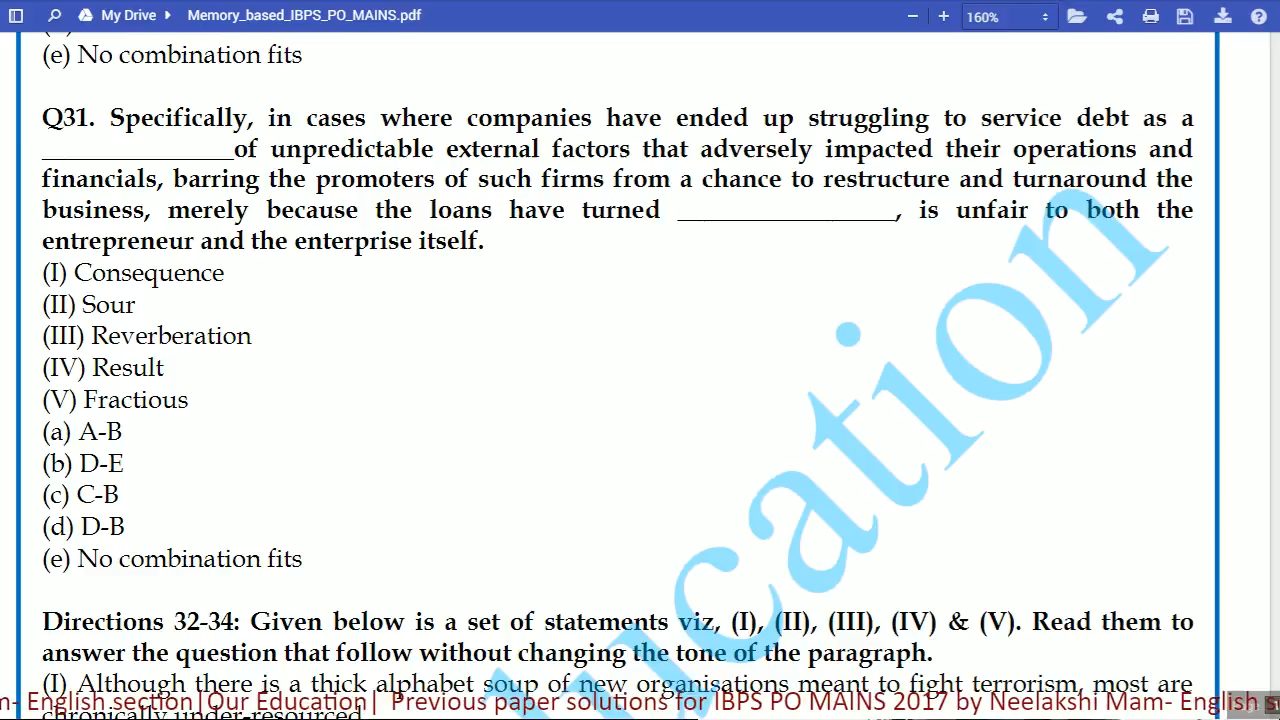 My Drive Memory_based_IBPS_PO_MAINS.pdf 160%
(e) No combination fits
Q31. Specifically, in cases where companies have ended up struggling to service debt as a
_______________of unpredictable external factors that adversely impacted their operations and
financials, barring the promoters of such firms from a chance to restructure and turnaround the
business, merely because the loans have turned _________________, is unfair to both the
entrepreneur and the enterprise itself.
(I) Consequence
(II) Sour
(III) Reverberation
(IV) Result
(V) Fractious
(a) A-B
(b) D-E
(c) C-B
(d) D-B
(e) No combination fits
Directions 32-34: Given below is a set of statements viz, (I), (II), (III), (IV) & (V). Read them to
answer the question that follow without changing the tone of the paragraph.
(I) Although there is a thick alphabet soup of new organisations meant to fight terrorism, most are
chronically under-resourced
m- English section|Our Education| Previous paper solutions for IBPS PO MAINS 2017 by Neelakshi Mam- English s
ucation